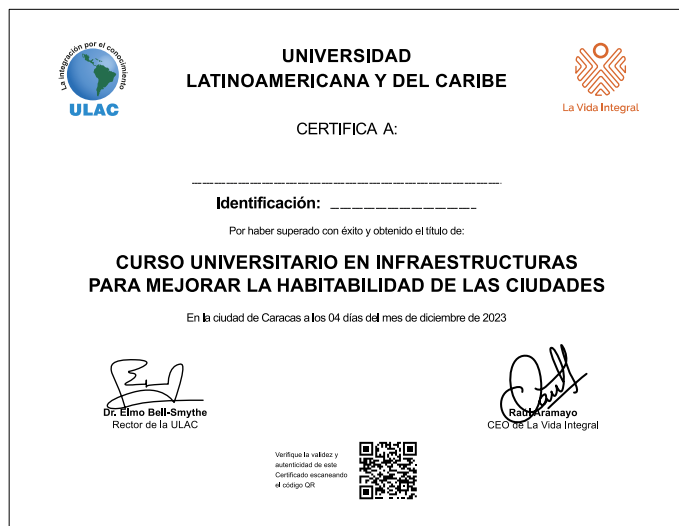 La integración por el conocimiento
ULAC
UNIVERSIDAD
LATINOAMERICANA Y DEL CARIBE
La Vida Integral
CERTIFICA A:
Identificación:
Por haber superado con éxito y obtenido el título de:
CURSO UNIVERSITARIO EN INFRAESTRUCTURAS
PARA MEJORAR LA HABITABILIDAD DE LAS CIUDADES
En la ciudad de Caracas a los 04 días del mes de diciembre de 2023
Dr. Elmo Bell-Smythe
Rector de la ULAC
Raúl Aramayo
CEO de La Vida Integral
Verifique la validez y
autenticidad de este
Certificado escaneando
el código QR